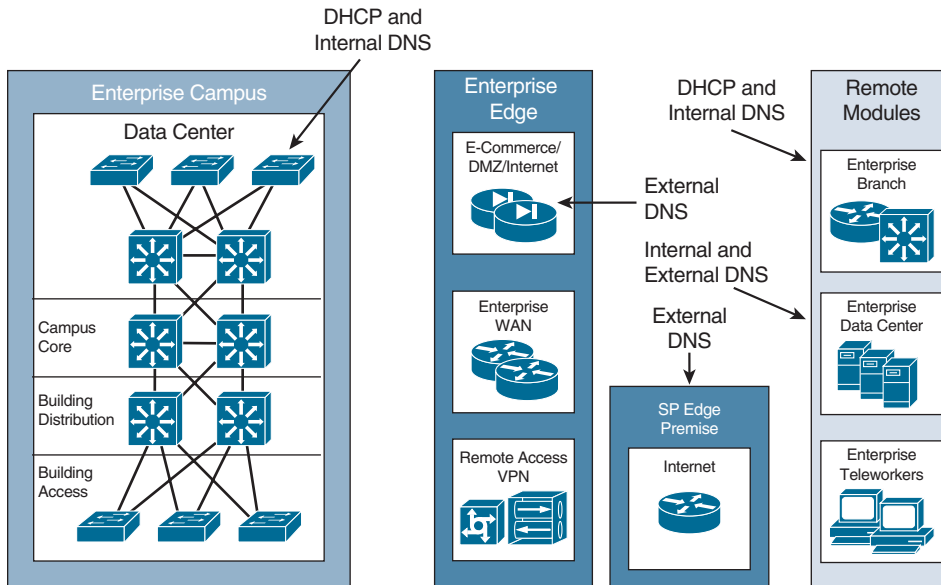 DHCP and
Internal DNS
Enterprise Campus
Data Center
Campus
Core
Building
Distribution
Building
Access
Enterprise
Edge
E-Commerce/
DMZ/Internet
Enterprise
WAN
Remote Access
VPN
External
DNS
DHCP and
Internal DNS
Internal and
External DNS
External
DNS
SP Edge
Premise
Internet
Remote
Modules
Enterprise
Branch
Enterprise
Data Center
Enterprise
Teleworkers